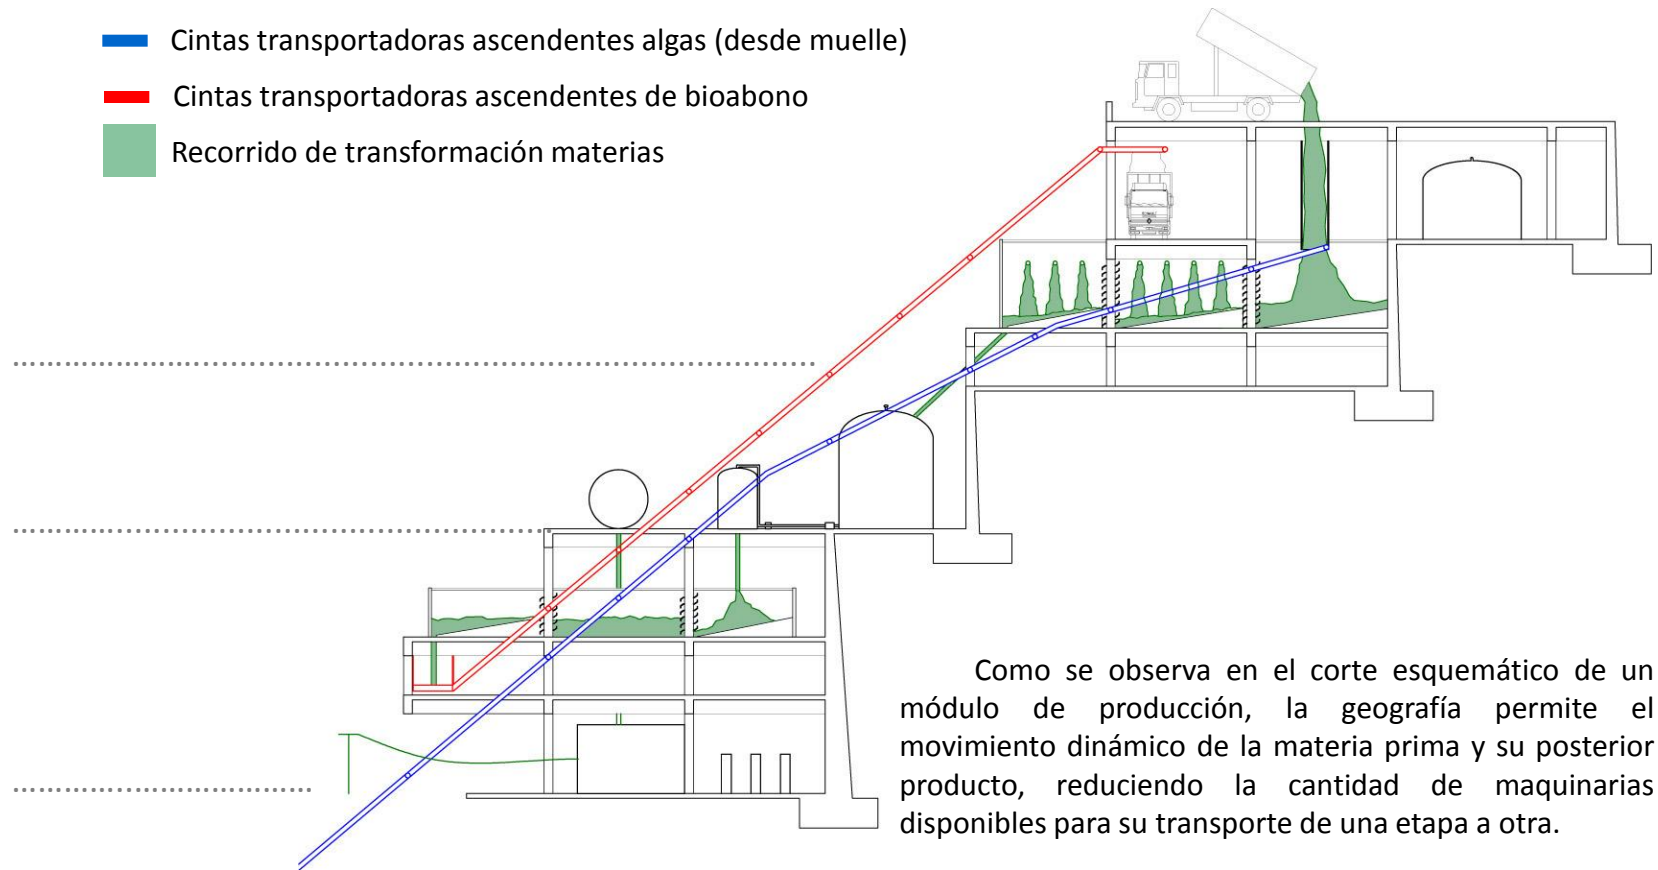 Cintas transportadoras ascendentes algas (desde muelle)
Cintas transportadoras ascendentes de bioabono
Recorrido de transformación materias
Como se observa en el corte esquemático de un
módulo de producción, la geografía permite el
movimiento dinámico de la materia prima y su posterior
producto, reduciendo la cantidad de maquinarias
disponibles para su transporte de una etapa a otra.